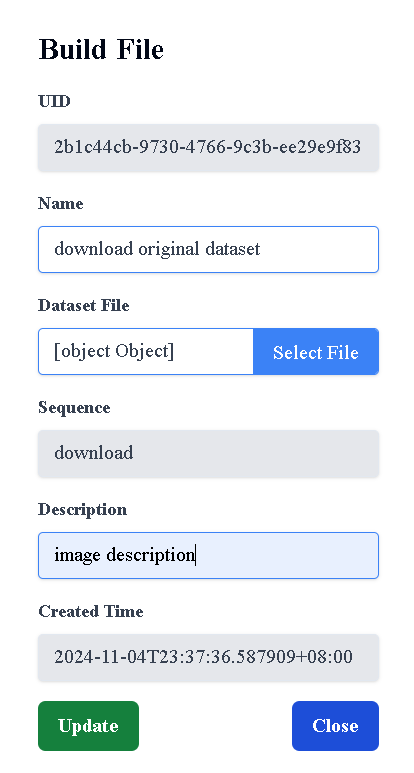 Build File
UID
2b1c44cb-9730-4766-9c3b-ee29e9f83
Name
download original dataset
Dataset File
[object Object]
Select File
Sequence
download
Description
image description
Created Time
2024-11-04T23:37:36.587909+08:00
Update
Close